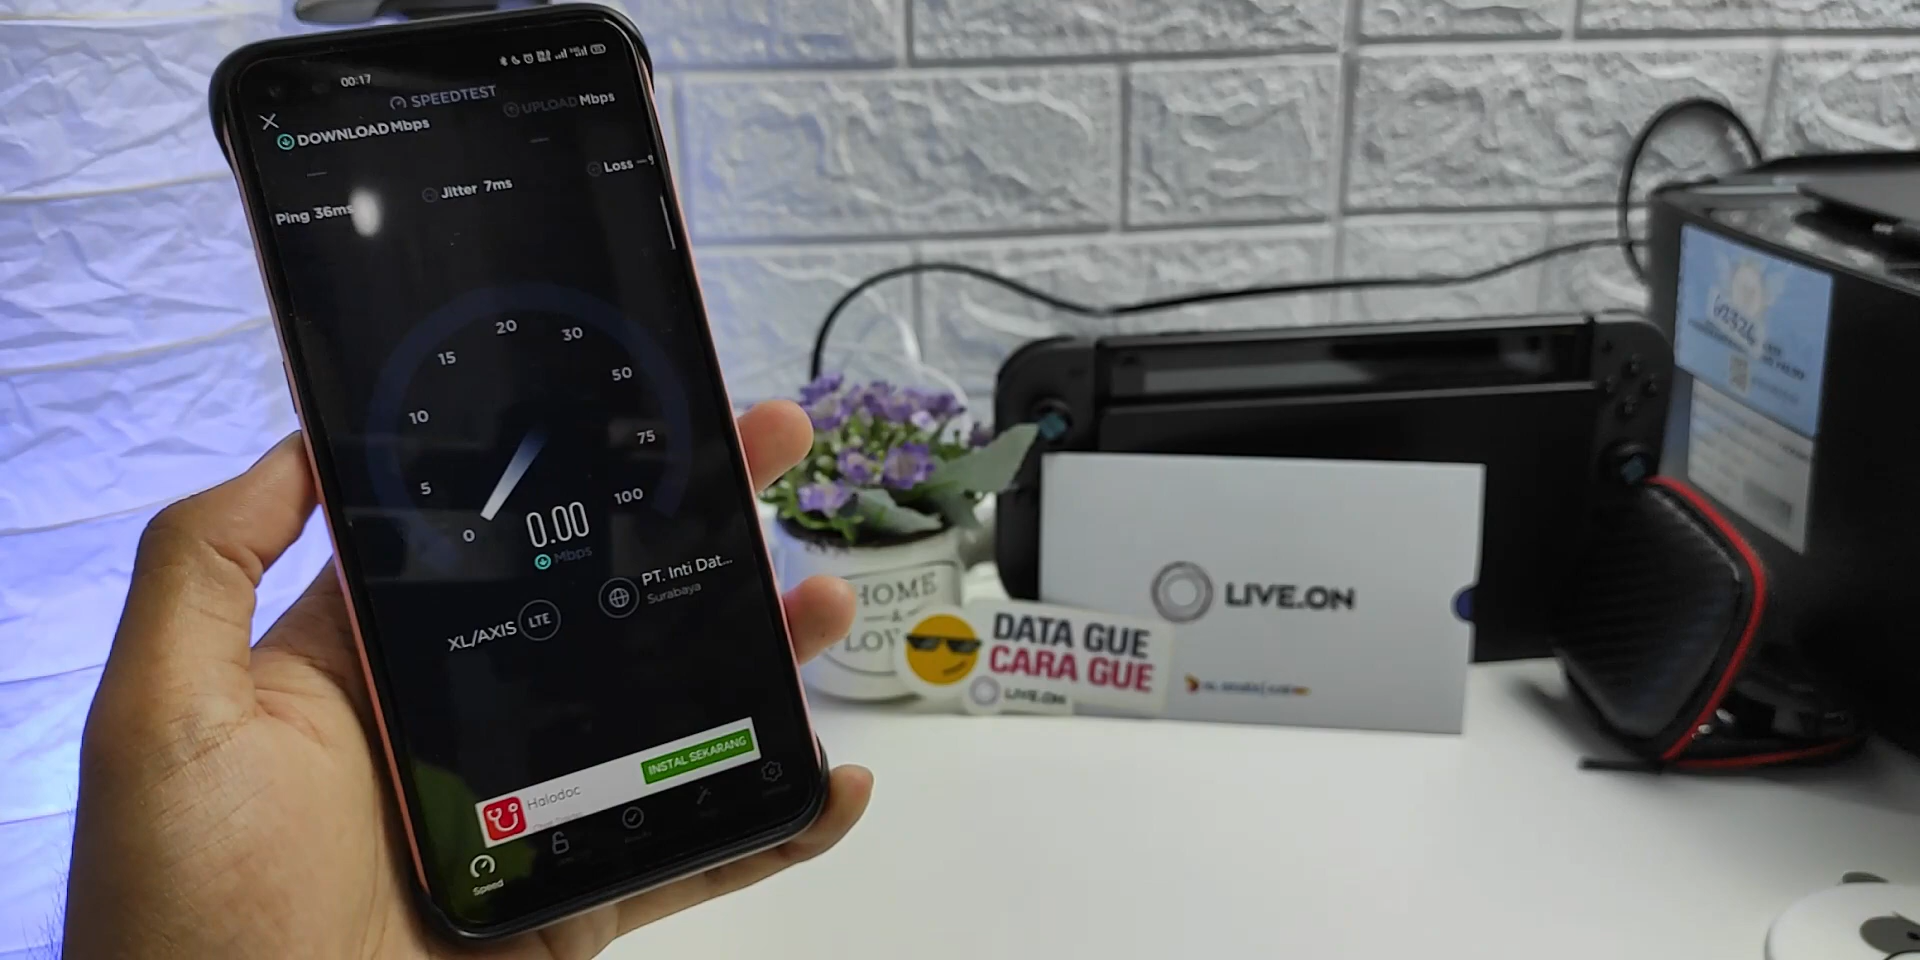 00:17
SPEEDTEST
DOWNLOAD Mbps
UPLOAD Mbps
Ping 36ms
Jitter 7ms
Loss
0
5
10
15
20
30
50
75
100
0.00
Mbps
XL/AXIS
LTE
PT. Inti Dat...
Surabaya
Halodoc
INSTAL SEKARANG
Speed
HOME
&
LOV
DATA GUE
CARA GUE
LIVE.ON
LIVE.ON